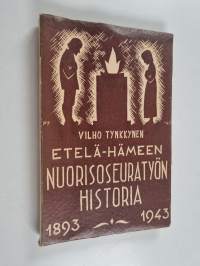 VILHO TYNKKYNEN
ETELÄ-HÄMEEN
NUORISOSEURATYÖN
HISTORIA
1893 1943